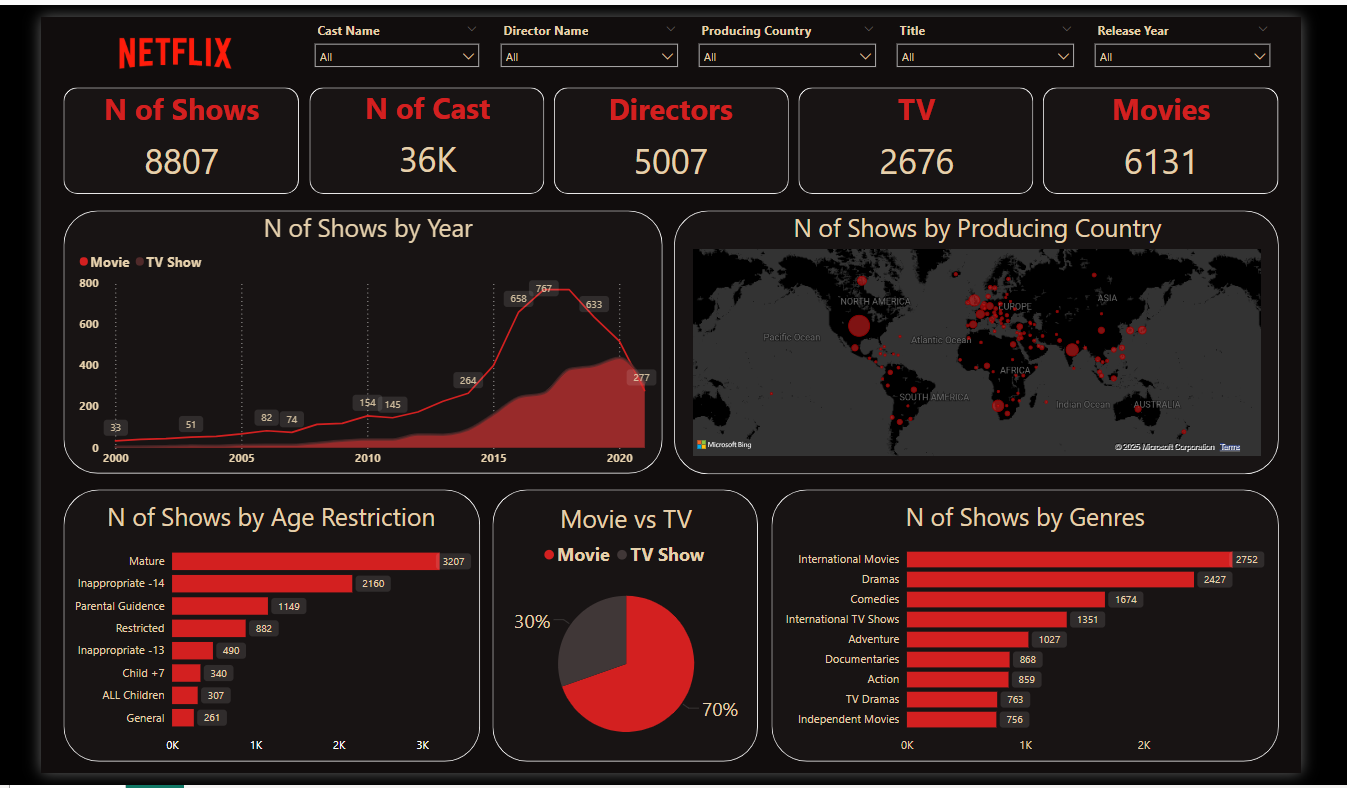 NETFLIX
Cast Name
Director Name
Producing Country
Title
Release Year
All
All
All
All
All
N of Shows
8807
N of Cast
36K
Directors
5007
TV
2676
Movies
6131
N of Shows by Year
Movie TV Show
800
600
400
200
0
33
51
82
74
154
145
264
658
767
633
277
2000
2005
2010
2015
2020
N of Shows by Producing Country
NORTH AMERICA
EUROPE
ASIA
Pacific Ocean
Atlantic Ocean
AFRICA
SOUTH AMERICA
Indian Ocean
AUSTRALIA
Microsoft Bing
© 2025 Microsoft Corporation Terms
N of Shows by Age Restriction
Mature 3207
Inappropriate -14 2160
Parental Guidence 1149
Restricted 882
Inappropriate -13 490
Child +7 340
ALL Children 307
General 261
0K 1K 2K 3K
Movie vs TV
Movie TV Show
30%
70%
N of Shows by Genres
International Movies 2752
Dramas 2427
Comedies 1674
International TV Shows 1351
Adventure 1027
Documentaries 868
Action 859
TV Dramas 763
Independent Movies 756
0K 1K 2K